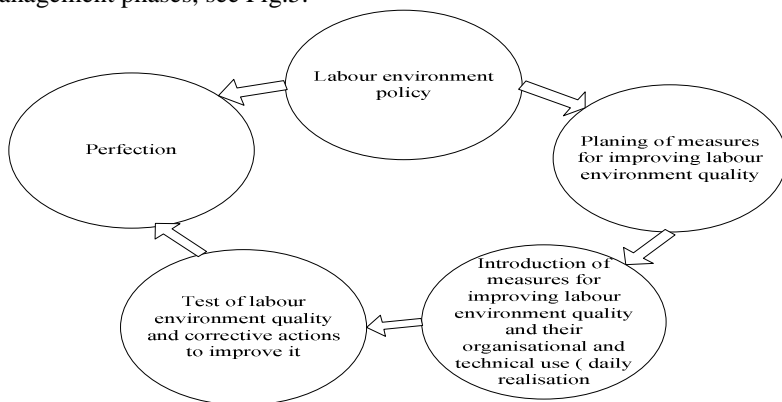 anagement phases, see Fig.3.
Labour environment
policy
Perfection
Planing of measures
for improving labour
environment quality
Introduction of
measures for
improving labour
environment quality
and their
organisational and
technical use ( daily
realisation
Test of labour
environment quality
and corrective actions
to improve it